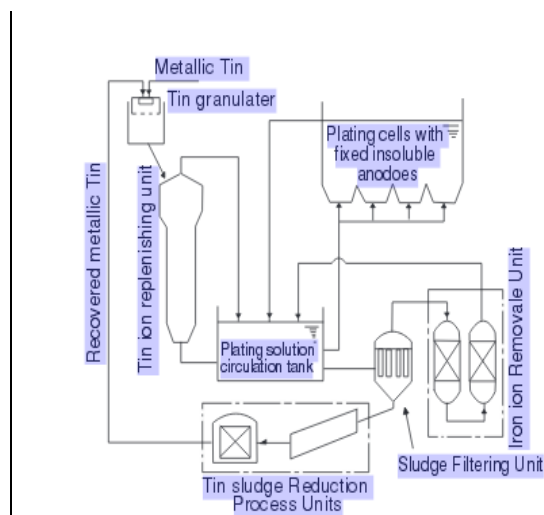 Metallic Tin
Tin granulater
Plating cells with
fixed insoluble
anodoes
Recovered metallic Tin
Tin ion replenishing unit
Plating solution
circulation tank
Iron ion Removale Unit
Sludge Filtering Unit
Tin sludge Reduction
Process Units